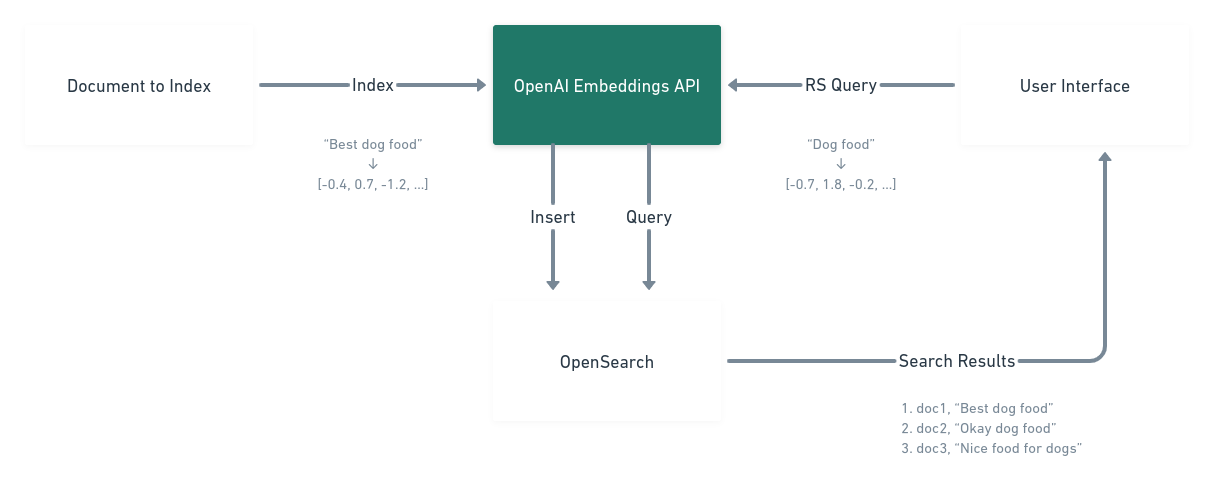 Document to Index
Index
OpenAI Embeddings API
RS Query
User Interface
“Best dog food”
↓
[-0.4, 0.7, -1.2, ...]
“Dog food”
↓
[-0.7, 1.8, -0.2, ...]
Insert
Query
OpenSearch
Search Results
1. doc1, “Best dog food”
2. doc2, “Okay dog food”
3. doc3, “Nice food for dogs”